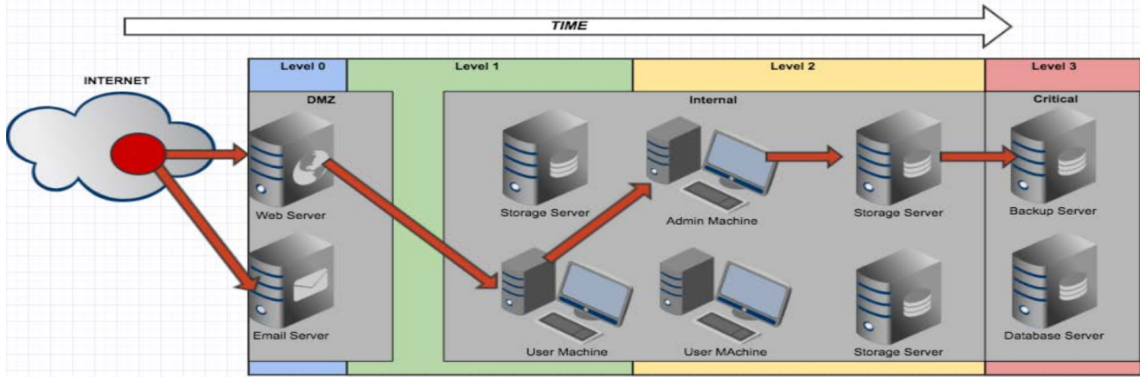 TIME
INTERNET
Level 0
Level 1
Level 2
Level 3
DMZ
Internal
Critical
Web Server
Storage Server
Admin Machine
Storage Server
Backup Server
Email Server
User Machine
User MAchine
Storage Server
Database Server